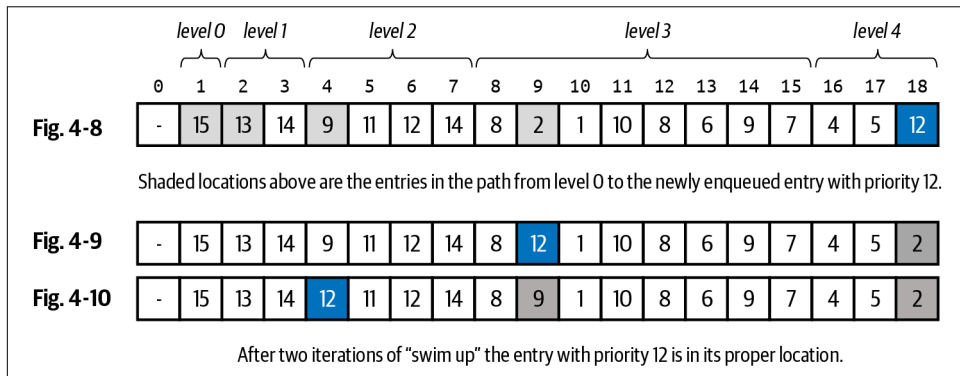 level 0 level 1 level 2 level 3 level 4
0 1 2 3 4 5 6 7 8 9 10 11 12 13 14 15 16 17 18
Fig. 4-8 - 15 13 14 9 11 12 14 8 2 1 10 8 6 9 7 4 5 12
Shaded locations above are the entries in the path from level 0 to the newly enqueued entry with priority 12.
Fig. 4-9 - 15 13 14 9 11 12 14 8 12 1 10 8 6 9 7 4 5 2
Fig. 4-10 - 15 13 14 12 11 12 14 8 9 1 10 8 6 9 7 4 5 2
After two iterations of “swim up” the entry with priority 12 is in its proper location.